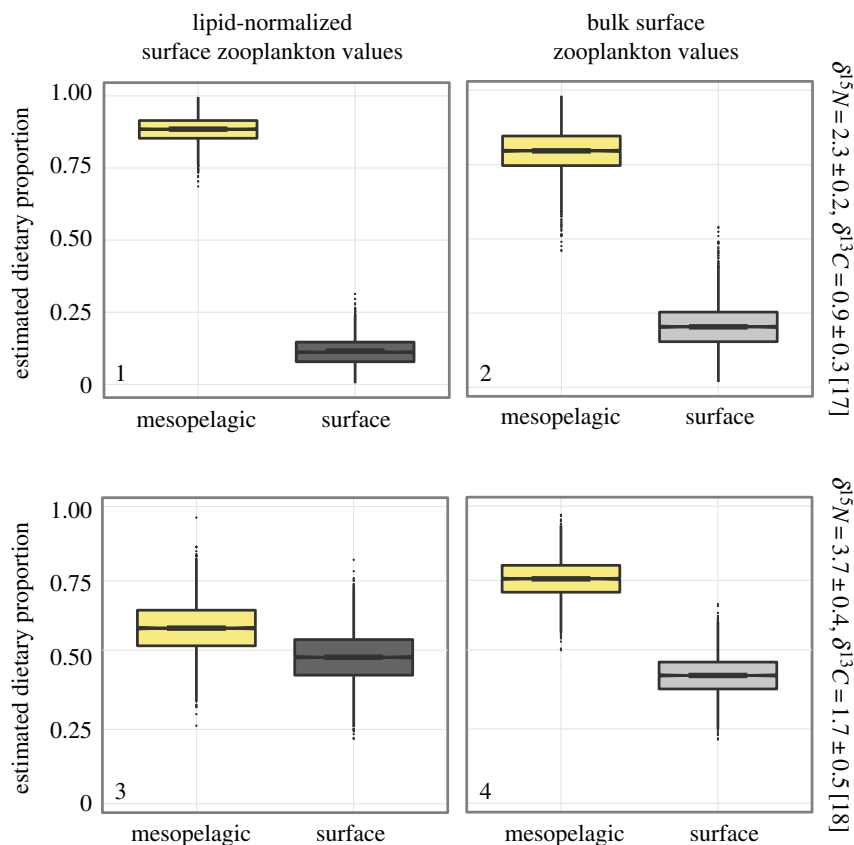 lipid-normalized
surface zooplankton values
bulk surface
zooplankton values
estimated dietary proportion
1.00
0.75
0.50
0.25
0
1
2
mesopelagic
surface
mesopelagic
surface
δ¹⁵N = 2.3 ± 0.2, δ¹³C = 0.9 ± 0.3 [17]
estimated dietary proportion
1.00
0.75
0.50
0.25
0
3
4
mesopelagic
surface
mesopelagic
surface
δ¹⁵N = 3.7 ± 0.4, δ¹³C = 1.7 ± 0.5 [18]